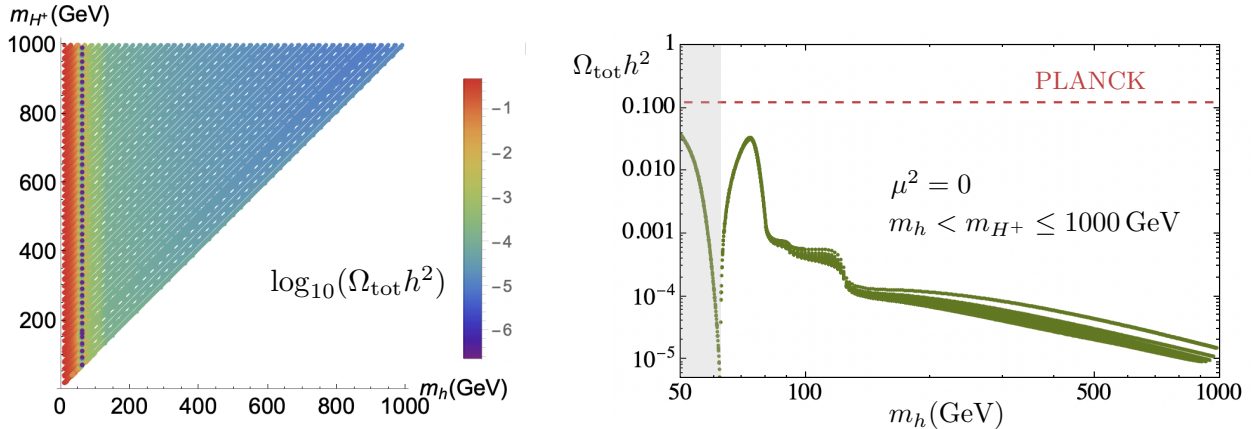 m_{H⁺}(GeV)
1000
800
600
400
200
0 200 400 600 800 1000
m_h(GeV)
log₁₀(Ω_tot h²)
-1
-2
-3
-4
-5
-6
Ω_tot h²
1
0.100
0.010
0.001
10⁻⁴
10⁻⁵
PLANCK
μ² = 0
m_h < m_{H⁺} ≤ 1000 GeV
50 100 500 1000
m_h(GeV)